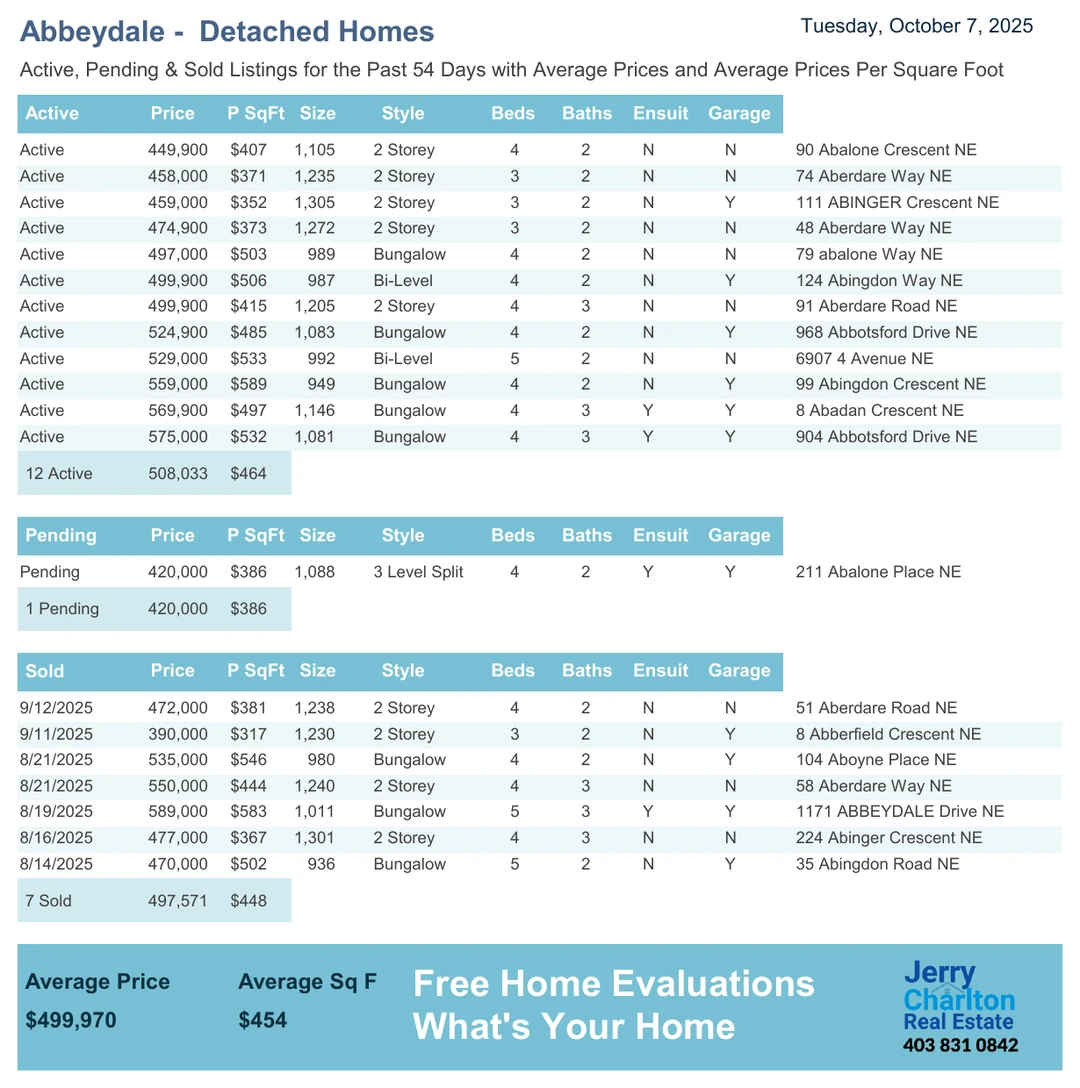 Abbeydale - Detached Homes
Tuesday, October 7, 2025
Active, Pending & Sold Listings for the Past 54 Days with Average Prices and Average Prices Per Square Foot
Active Price P SqFt Size Style Beds Baths Ensuit Garage
Active 449,900 $407 1,105 2 Storey 4 2 N N 90 Abalone Crescent NE
Active 458,000 $371 1,235 2 Storey 3 2 N N 74 Aberdare Way NE
Active 459,000 $352 1,305 2 Storey 3 2 N Y 111 ABINGER Crescent NE
Active 474,900 $373 1,272 2 Storey 3 2 N N 48 Aberdare Way NE
Active 497,000 $503 989 Bungalow 4 2 N N 79 abalone Way NE
Active 499,900 $506 987 Bi-Level 4 2 N Y 124 Abingdon Way NE
Active 499,900 $415 1,205 2 Storey 4 3 N N 91 Aberdare Road NE
Active 524,900 $485 1,083 Bungalow 4 2 N Y 968 Abbotsford Drive NE
Active 529,000 $533 992 Bi-Level 5 2 N N 6907 4 Avenue NE
Active 559,000 $589 949 Bungalow 4 2 N Y 99 Abingdon Crescent NE
Active 569,900 $497 1,146 Bungalow 4 3 Y Y 8 Abadan Crescent NE
Active 575,000 $532 1,081 Bungalow 4 3 Y Y 904 Abbotsford Drive NE
12 Active 508,033 $464
Pending Price P SqFt Size Style Beds Baths Ensuit Garage
Pending 420,000 $386 1,088 3 Level Split 4 2 Y Y 211 Abalone Place NE
1 Pending 420,000 $386
Sold Price P SqFt Size Style Beds Baths Ensuit Garage
9/12/2025 472,000 $381 1,238 2 Storey 4 2 N N 51 Aberdare Road NE
9/11/2025 390,000 $317 1,230 2 Storey 3 2 N Y 8 Abberfield Crescent NE
8/21/2025 535,000 $546 980 Bungalow 4 2 N Y 104 Aboyne Place NE
8/21/2025 550,000 $444 1,240 2 Storey 4 3 N N 58 Aberdare Way NE
8/19/2025 589,000 $583 1,011 Bungalow 5 3 Y Y 1171 ABBEYDALE Drive NE
8/16/2025 477,000 $367 1,301 2 Storey 4 3 N N 224 Abinger Crescent NE
8/14/2025 470,000 $502 936 Bungalow 5 2 N Y 35 Abingdon Road NE
7 Sold 497,571 $448
Average Price Average Sq F
$499,970 $454
Free Home Evaluations
What's Your Home
Jerry
Charlton
Real Estate
403 831 0842